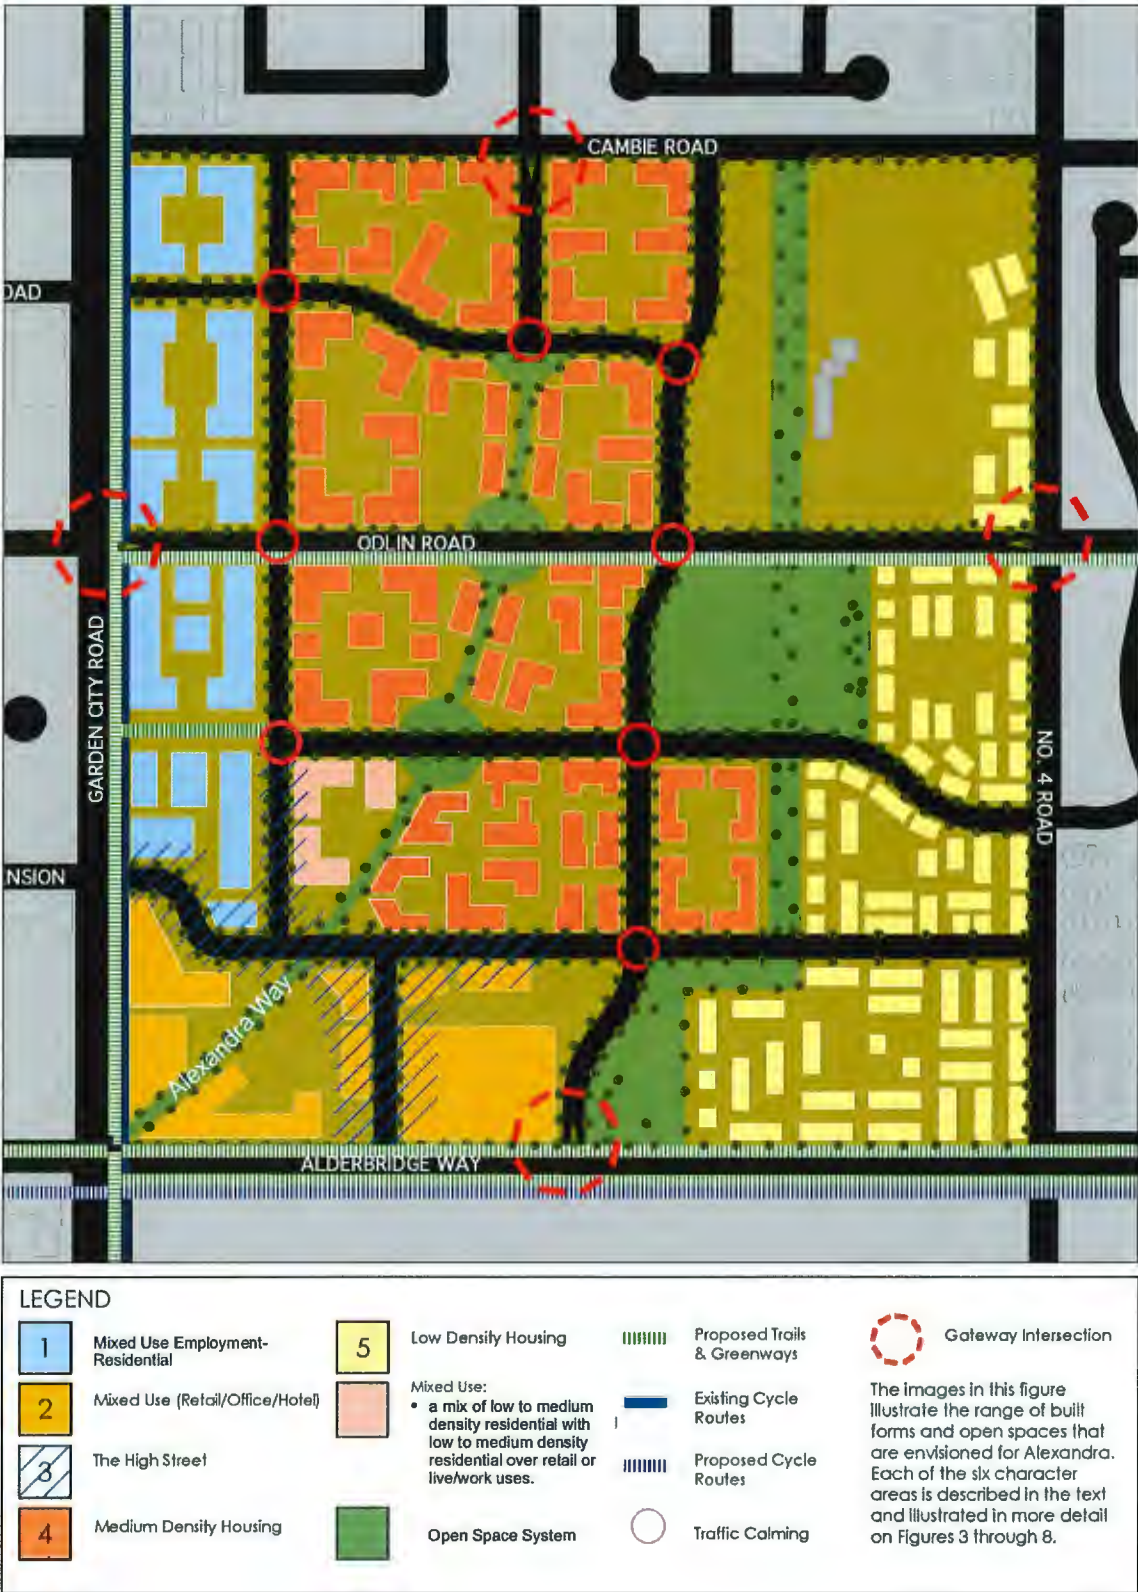 CAMBIE ROAD
OAD
ODLIN ROAD
GARDEN CITY ROAD
NO. 4 ROAD
NSION
Alexandra Way
ALDERBRIDGE WAY
LEGEND
1
Mixed Use Employment-
Residential
2
Mixed Use (Retail/Office/Hotel)
3
The High Street
4
Medium Density Housing
5
Low Density Housing
Mixed Use:
• a mix of low to medium
density residential with
low to medium density
residential over retail or
live/work uses.
Open Space System
Proposed Trails
& Greenways
Existing Cycle
Routes
Proposed Cycle
Routes
Traffic Calming
Gateway Intersection
The images in this figure
illustrate the range of built
forms and open spaces that
are envisioned for Alexandra.
Each of the six character
areas is described in the text
and illustrated in more detail
on Figures 3 through 8.